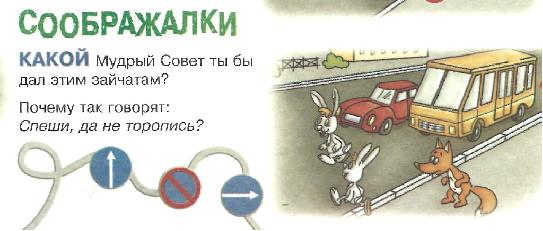 СООБРАЖАЛКИ
КАКОЙ Мудрый Совет ты бы
дал этим зайчатам?
Почему так говорят:
Спеши, да не торопись?